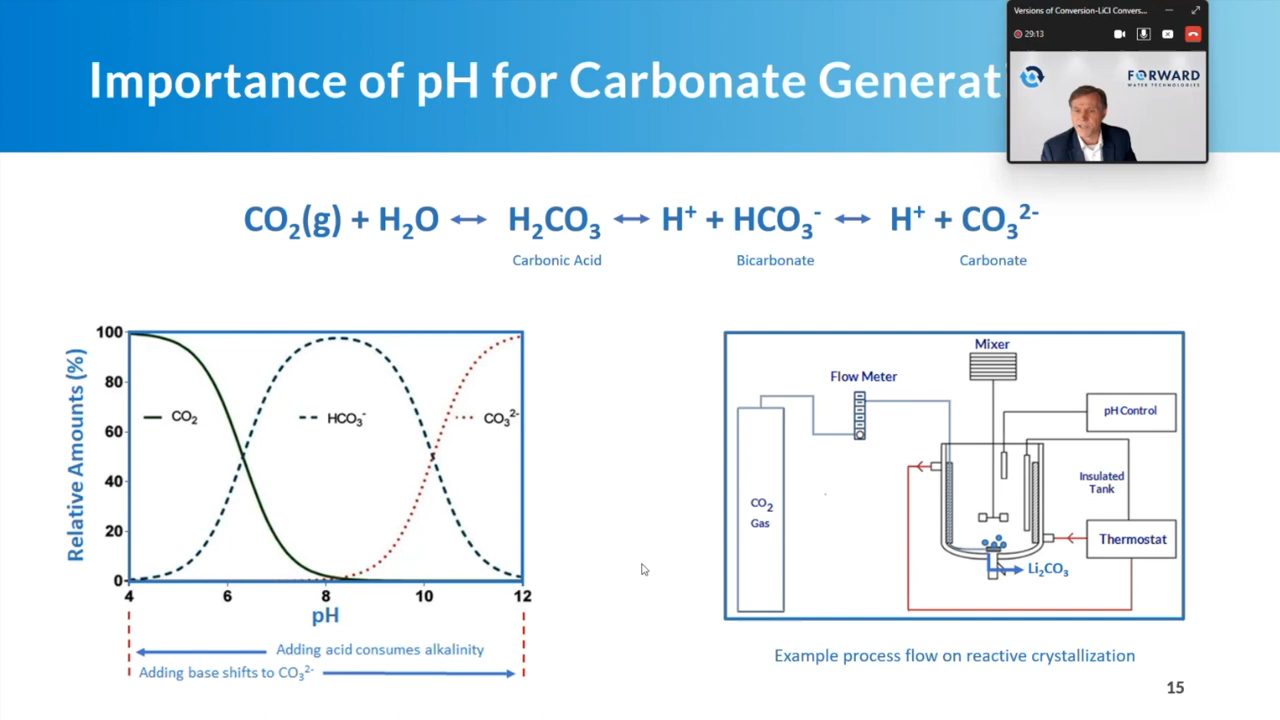 Versions of Conversion-LiCl Convers...
29:13
FORWARD
WATER TECHNOLOGIES
Importance of pH for Carbonate Generat
CO₂(g) + H₂O ⟷ H₂CO₃ ⟷ H⁺ + HCO₃⁻ ⟷ H⁺ + CO₃²⁻
Carbonic Acid Bicarbonate Carbonate
Relative Amounts (%)
100
80
60
40
20
0
CO₂
HCO₃⁻
CO₃²⁻
4 6 8 10 12
pH
Adding acid consumes alkalinity
Adding base shifts to CO₃²⁻
Mixer
Flow Meter
pH Control
CO₂
Gas
Insulated
Tank
Thermostat
Li₂CO₃
Example process flow on reactive crystallization
15